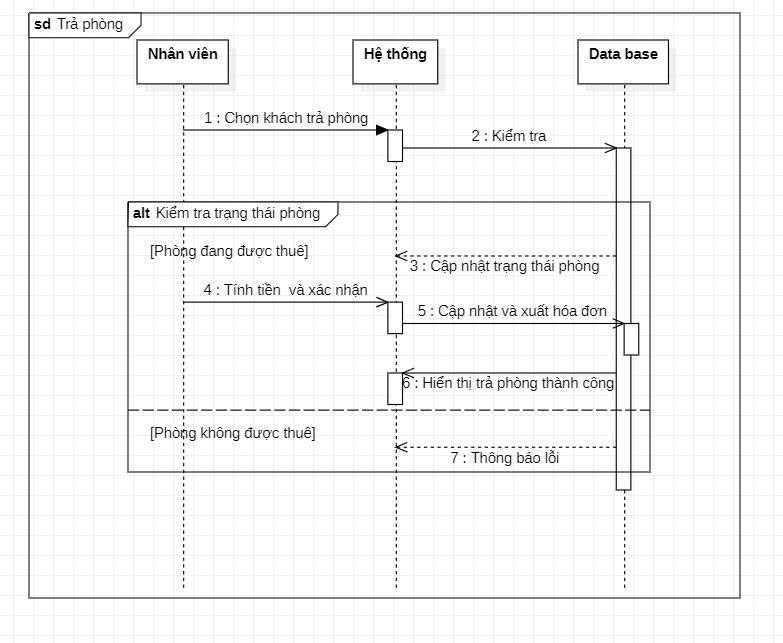 sd Trả phòng
Nhân viên
Hệ thống
Data base
1 : Chọn khách trả phòng
2 : Kiểm tra
alt Kiểm tra trạng thái phòng
[Phòng đang được thuê]
3 : Cập nhật trạng thái phòng
4 : Tính tiền và xác nhận
5 : Cập nhật và xuất hóa đơn
6 : Hiển thị trả phòng thành công
[Phòng không được thuê]
7 : Thông báo lỗi